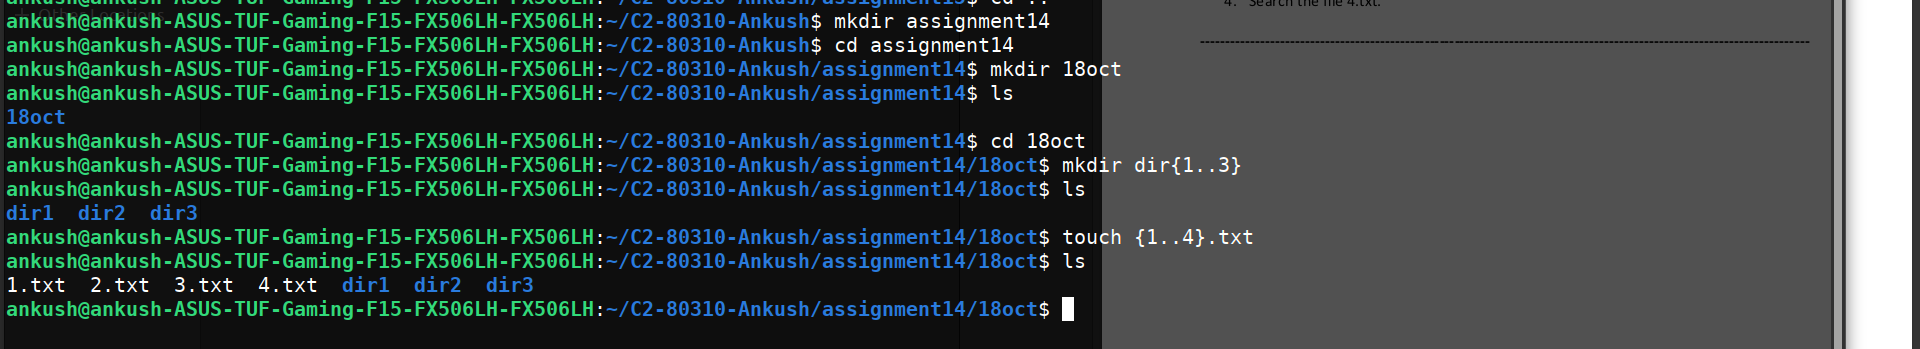 ankush@ankush-ASUS-TUF-Gaming-F15-FX506LH-FX506LH:~/C2-80310-Ankush$ mkdir assignment14
ankush@ankush-ASUS-TUF-Gaming-F15-FX506LH-FX506LH:~/C2-80310-Ankush$ cd assignment14
ankush@ankush-ASUS-TUF-Gaming-F15-FX506LH-FX506LH:~/C2-80310-Ankush/assignment14$ mkdir 18oct
ankush@ankush-ASUS-TUF-Gaming-F15-FX506LH-FX506LH:~/C2-80310-Ankush/assignment14$ ls
18oct
ankush@ankush-ASUS-TUF-Gaming-F15-FX506LH-FX506LH:~/C2-80310-Ankush/assignment14$ cd 18oct
ankush@ankush-ASUS-TUF-Gaming-F15-FX506LH-FX506LH:~/C2-80310-Ankush/assignment14/18oct$ mkdir dir{1..3}
ankush@ankush-ASUS-TUF-Gaming-F15-FX506LH-FX506LH:~/C2-80310-Ankush/assignment14/18oct$ ls
dir1  dir2  dir3
ankush@ankush-ASUS-TUF-Gaming-F15-FX506LH-FX506LH:~/C2-80310-Ankush/assignment14/18oct$ touch {1..4}.txt
ankush@ankush-ASUS-TUF-Gaming-F15-FX506LH-FX506LH:~/C2-80310-Ankush/assignment14/18oct$ ls
1.txt  2.txt  3.txt  4.txt  dir1  dir2  dir3
ankush@ankush-ASUS-TUF-Gaming-F15-FX506LH-FX506LH:~/C2-80310-Ankush/assignment14/18oct$
4. Search the file 4.txt.